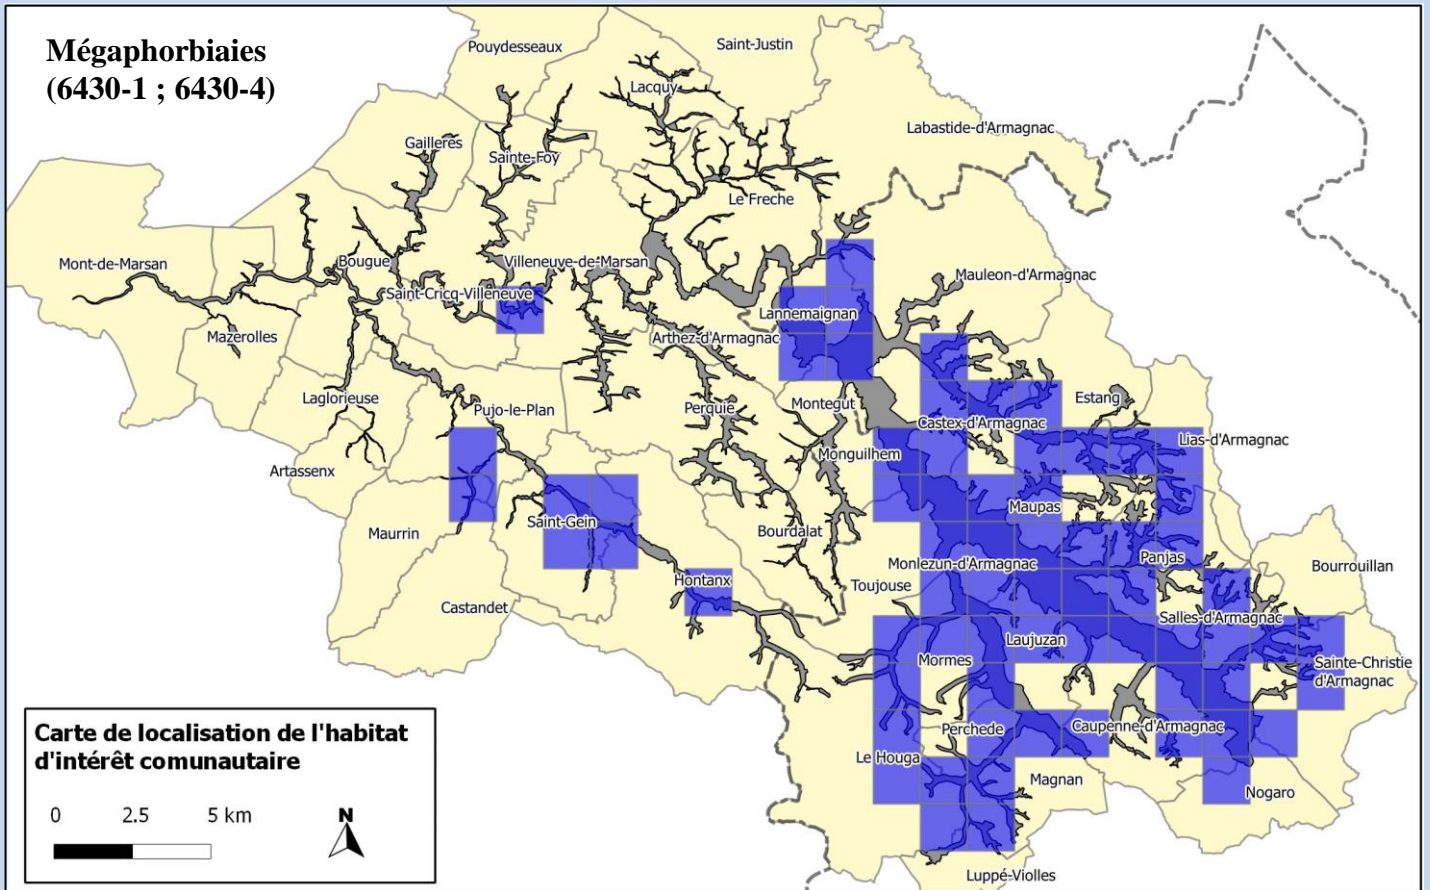 Mégaphorbiaies
(6430-1 ; 6430-4)
Pouydesseaux
Saint-Justin
Lacquy
Labastide-d'Armagnac
Gailleres
Sainte-Foy
Le Freche
Mont-de-Marsan
Bougue
Villeneuve-de-Marsan
Mauleon-d'Armagnac
Saint-Cricq-Villeneuve
Lannemaignan
Mazerolles
Arthez-d'Armagnac
Laglorieuse
Pujo-le-Plan
Perquie
Montegut
Estang
Castex-d'Armagnac
Lias-d'Armagnac
Monguilhem
Artassenx
Maupas
Saint-Gein
Maurrin
Bourdalat
Panjas
Monlezun-d'Armagnac
Bourrouillan
Hontanx
Toujouse
Castandet
Salles-d'Armagnac
Laujuzan
Mormes
Sainte-Christie
d'Armagnac
Perchede
Caupenne-d'Armagnac
Le Houga
Magnan
Nogaro
Luppé-Violles
Carte de localisation de l'habitat
d'intérêt comunautaire
0 2.5 5 km
N